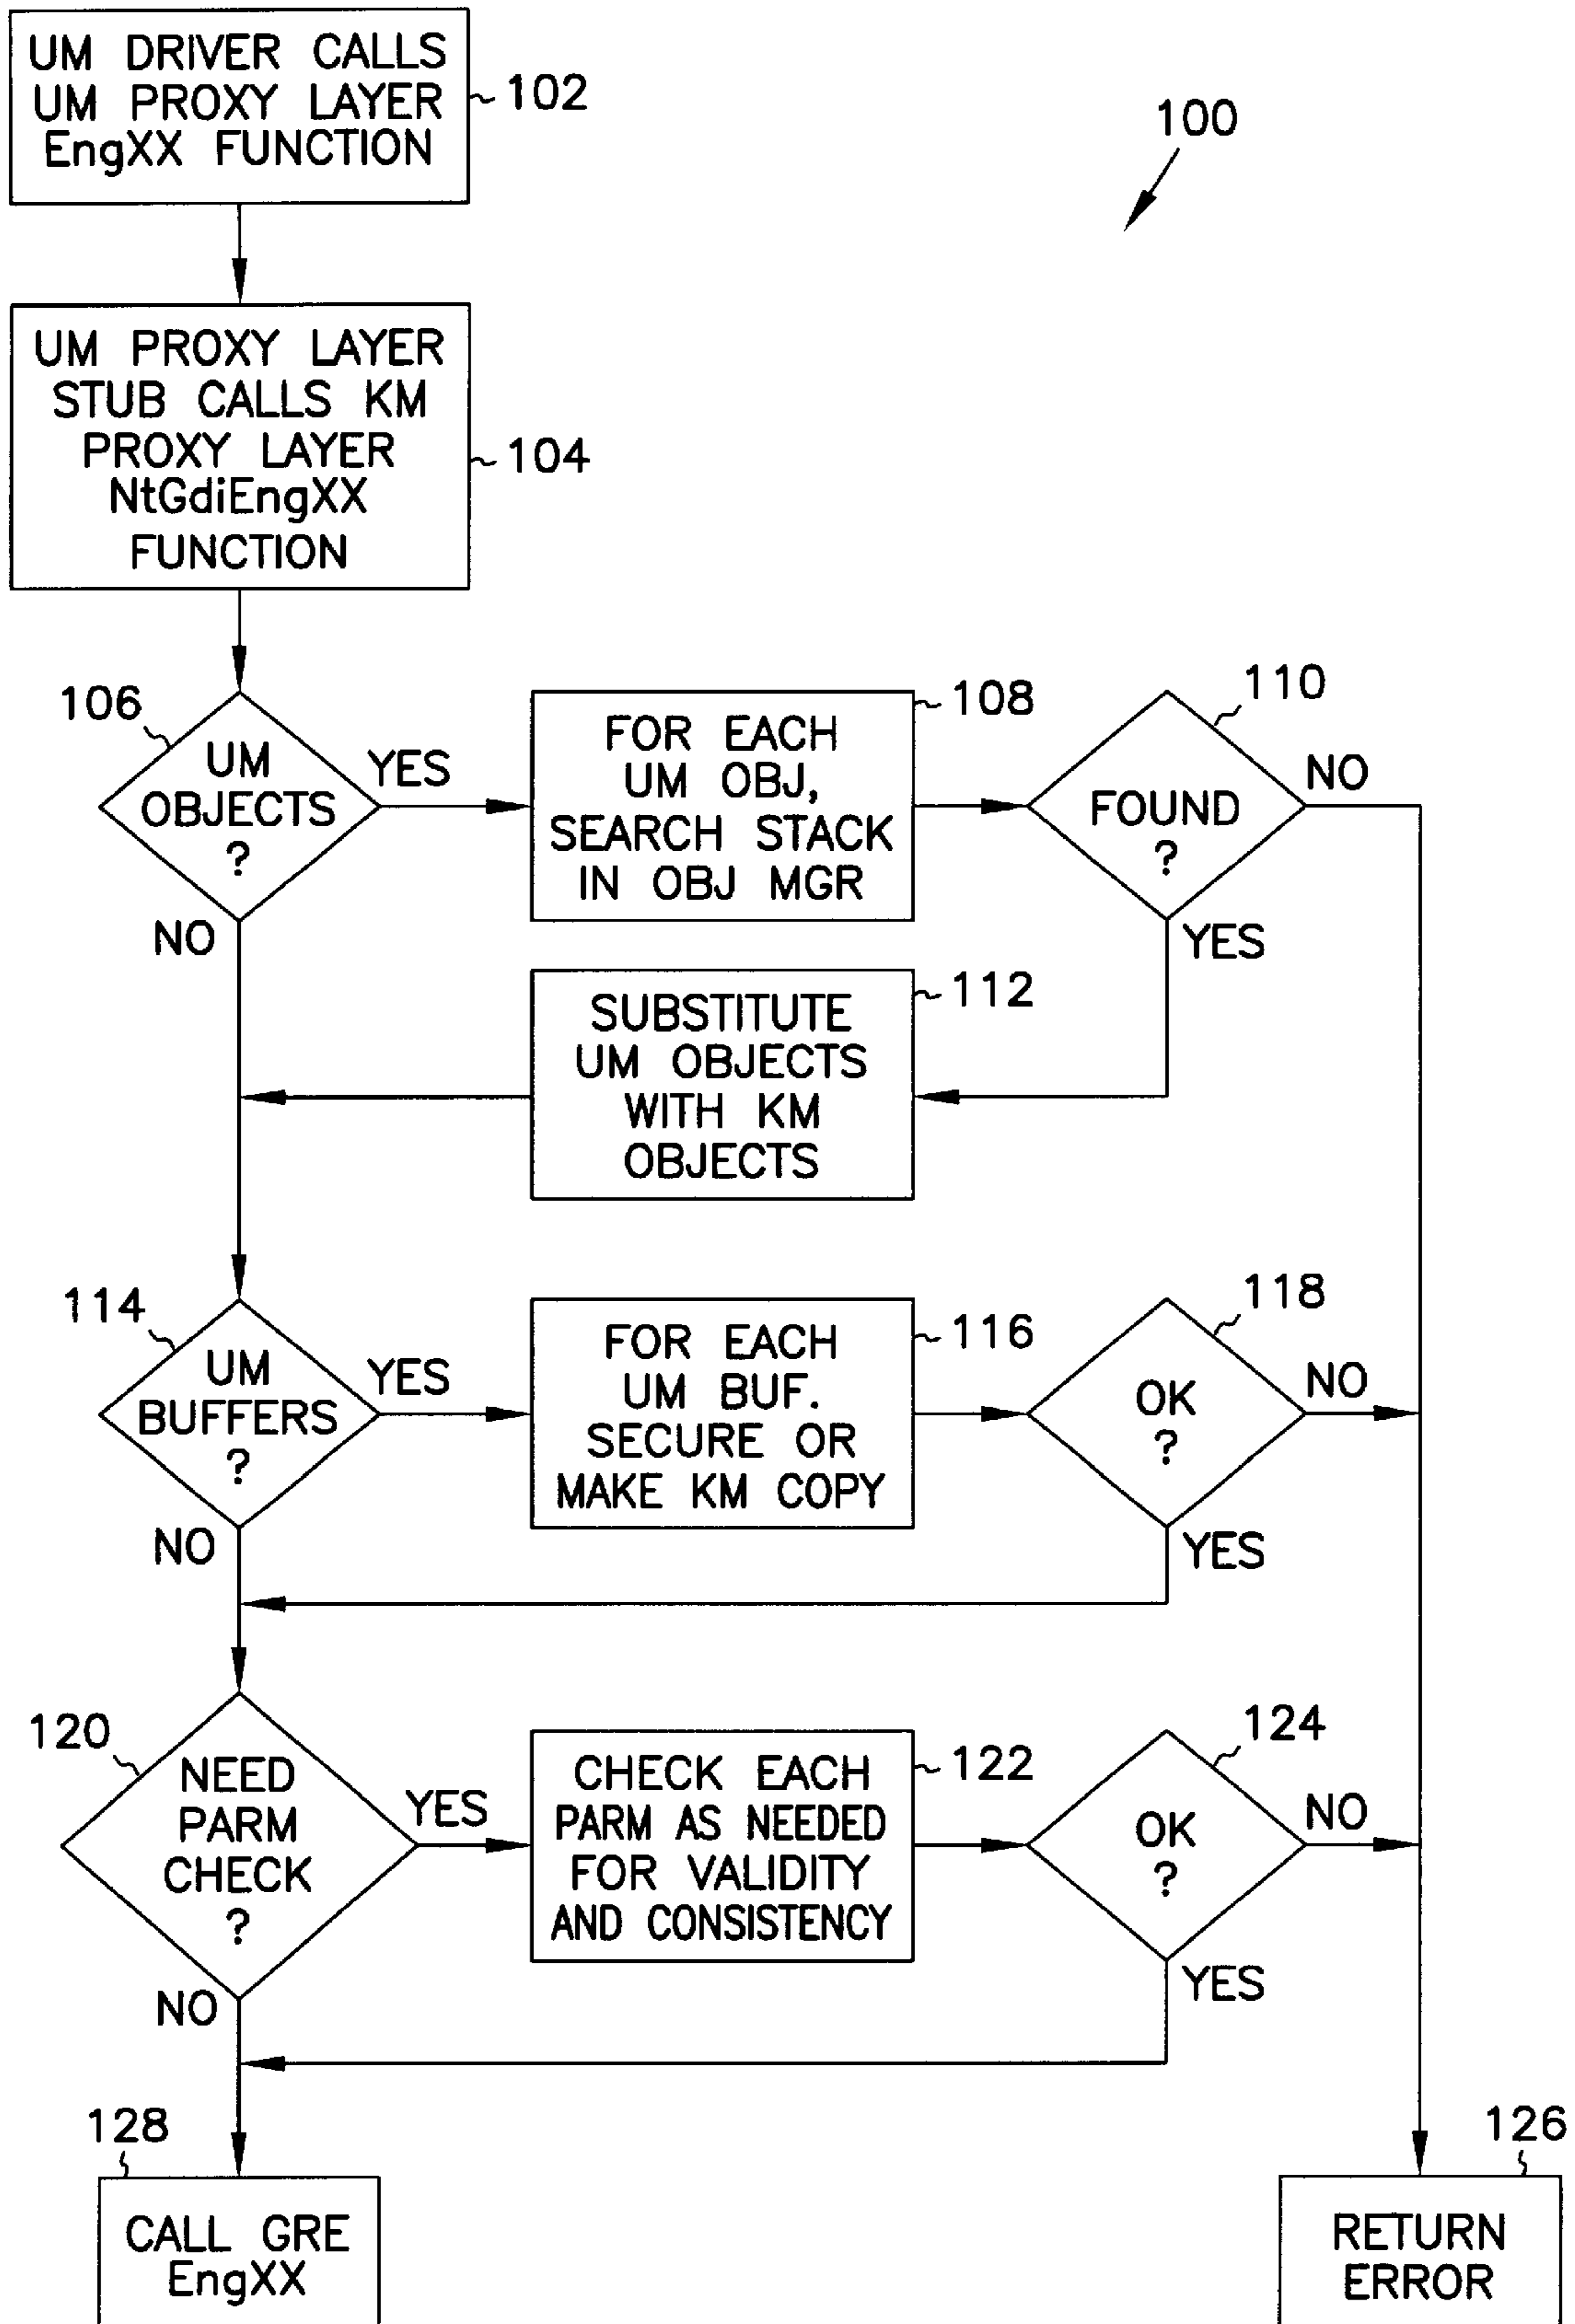 UM DRIVER CALLS
UM PROXY LAYER
EngXX FUNCTION
102
100
UM PROXY LAYER
STUB CALLS KM
PROXY LAYER
NtGdiEngXX
FUNCTION
104
106
UM
OBJECTS
?
YES
NO
108
FOR EACH
UM OBJ,
SEARCH STACK
IN OBJ MGR
110
FOUND
?
NO
YES
112
SUBSTITUTE
UM OBJECTS
WITH KM
OBJECTS
114
UM
BUFFERS
?
YES
NO
116
FOR EACH
UM BUF.
SECURE OR
MAKE KM COPY
118
OK
?
NO
YES
120
NEED
PARM
CHECK
?
YES
NO
122
CHECK EACH
PARM AS NEEDED
FOR VALIDITY
AND CONSISTENCY
124
OK
?
NO
YES
128
CALL GRE
EngXX
126
RETURN
ERROR